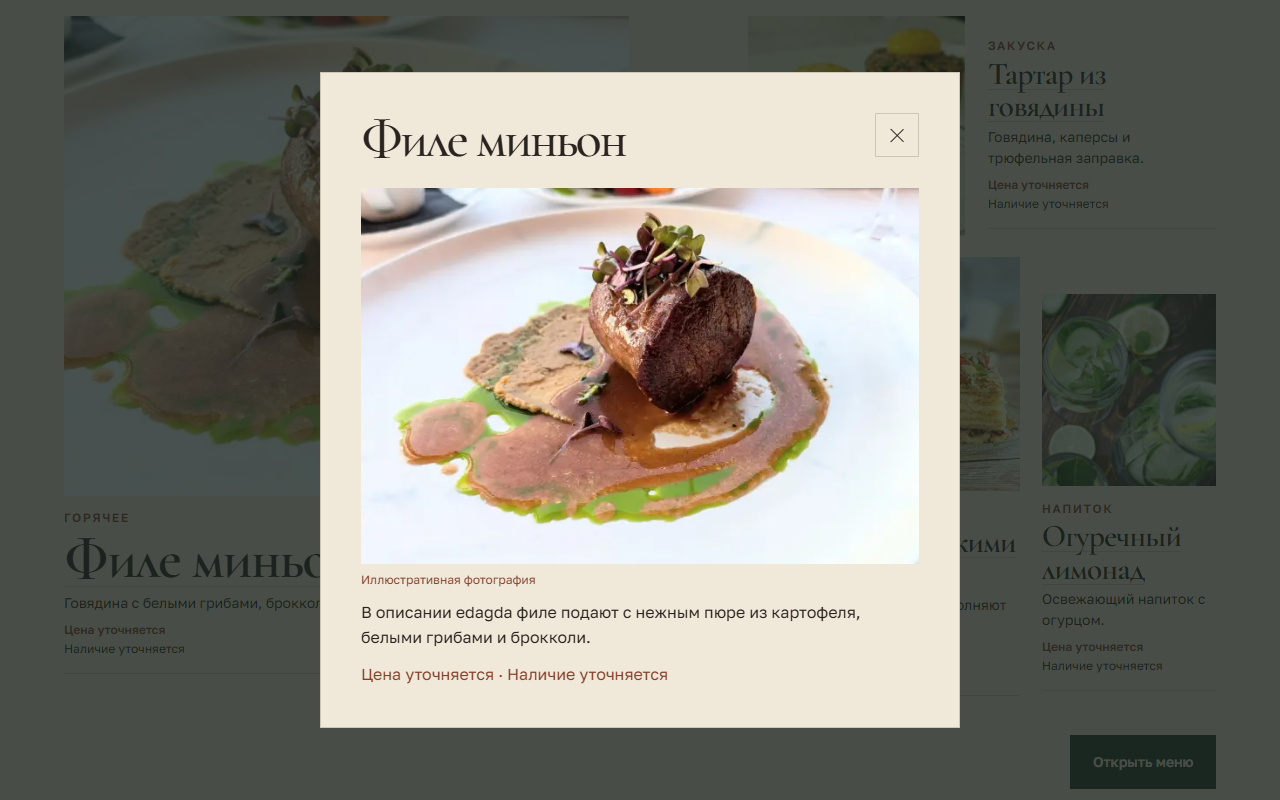 Филе миньон
Иллюстративная фотография
В описании edagda филе подают с нежным пюре из картофеля,
белыми грибами и брокколи.
Цена уточняется · Наличие уточняется
ГОРЯЧЕЕ
Филе
Говядина с белыми грибами,
Цена уточняется
Наличие уточняется
ЗАКУСКА
Тартар из
говядины
Говядина, каперсы и
трюфельная заправка.
Цена уточняется
Наличие уточняется
НАПИТОК
Огуречный
лимонад
Освежающий напиток с
огурцом.
Цена уточняется
Наличие уточняется
Открыть меню